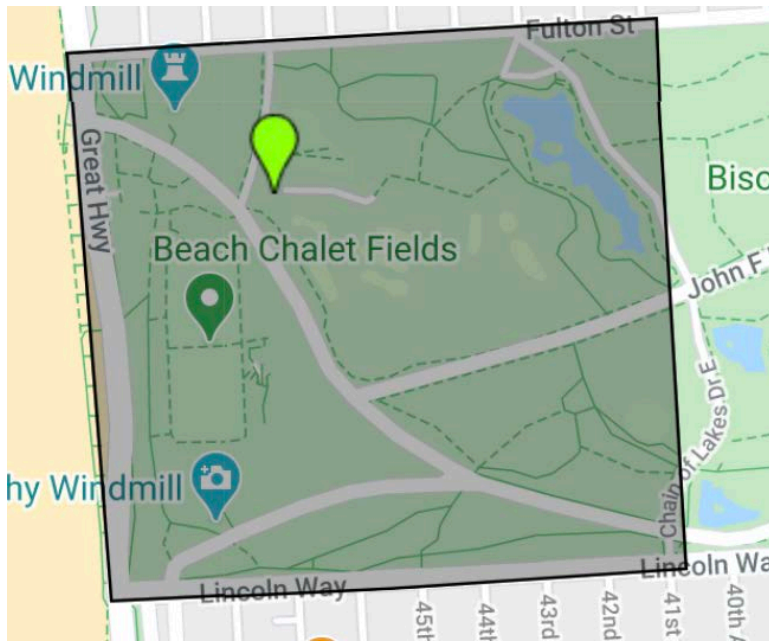 Fulton St
Windmill
Great Hwy
Bisc
Beach Chalet Fields
John F
Chain of Lakes Dr E
hy Windmill
Lincoln Way
Lincoln Wa
45th
44th
43rd
42nd
41st
40th